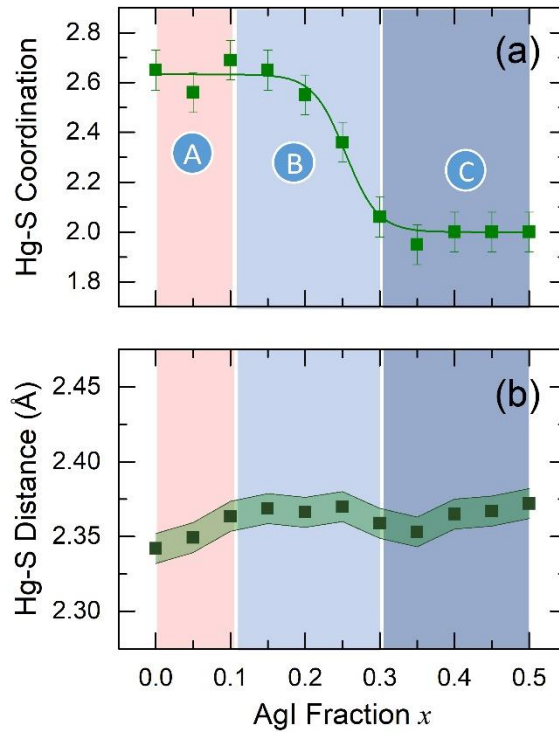 (a)
Hg-S Coordination
2.8
2.6
2.4
2.2
2.0
1.8
A
B
C
(b)
Hg-S Distance (Å)
2.45
2.40
2.35
2.30
0.0 0.1 0.2 0.3 0.4 0.5
AgI Fraction x